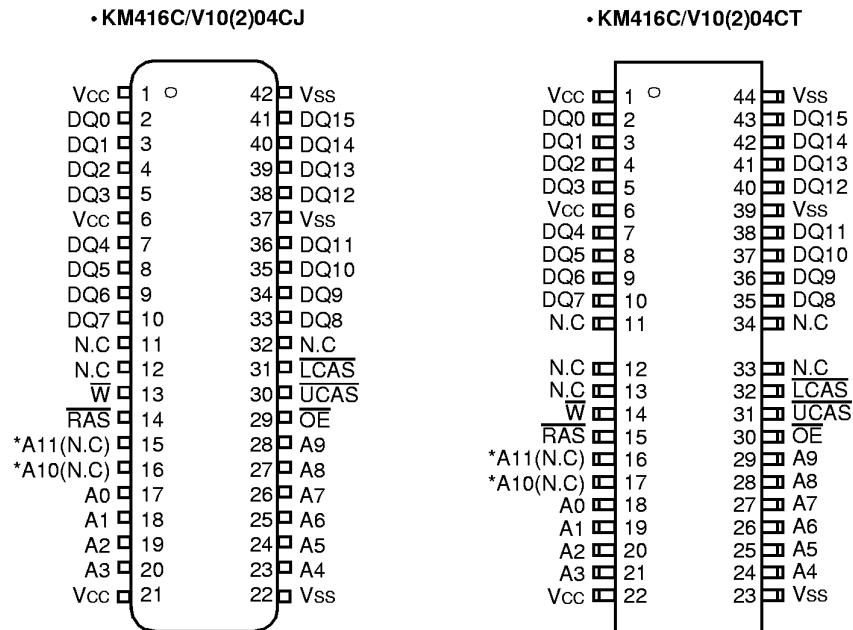 • KM416C/V10(2)04CJ
VCC 1 42 VSS
DQ0 2 41 DQ15
DQ1 3 40 DQ14
DQ2 4 39 DQ13
DQ3 5 38 DQ12
VCC 6 37 VSS
DQ4 7 36 DQ11
DQ5 8 35 DQ10
DQ6 9 34 DQ9
DQ7 10 33 DQ8
N.C 11 32 N.C
N.C 12 31 LCAS
W 13 30 UCAS
RAS 14 29 OE
*A11(N.C) 15 28 A9
*A10(N.C) 16 27 A8
A0 17 26 A7
A1 18 25 A6
A2 19 24 A5
A3 20 23 A4
VCC 21 22 VSS
• KM416C/V10(2)04CT
VCC 1 44 VSS
DQ0 2 43 DQ15
DQ1 3 42 DQ14
DQ2 4 41 DQ13
DQ3 5 40 DQ12
VCC 6 39 VSS
DQ4 7 38 DQ11
DQ5 8 37 DQ10
DQ6 9 36 DQ9
DQ7 10 35 DQ8
N.C 11 34 N.C
N.C 12 33 N.C
N.C 13 32 LCAS
W 14 31 UCAS
RAS 15 30 OE
*A11(N.C) 16 29 A9
*A10(N.C) 17 28 A8
A0 18 27 A7
A1 19 26 A6
A2 20 25 A5
A3 21 24 A4
VCC 22 23 VSS